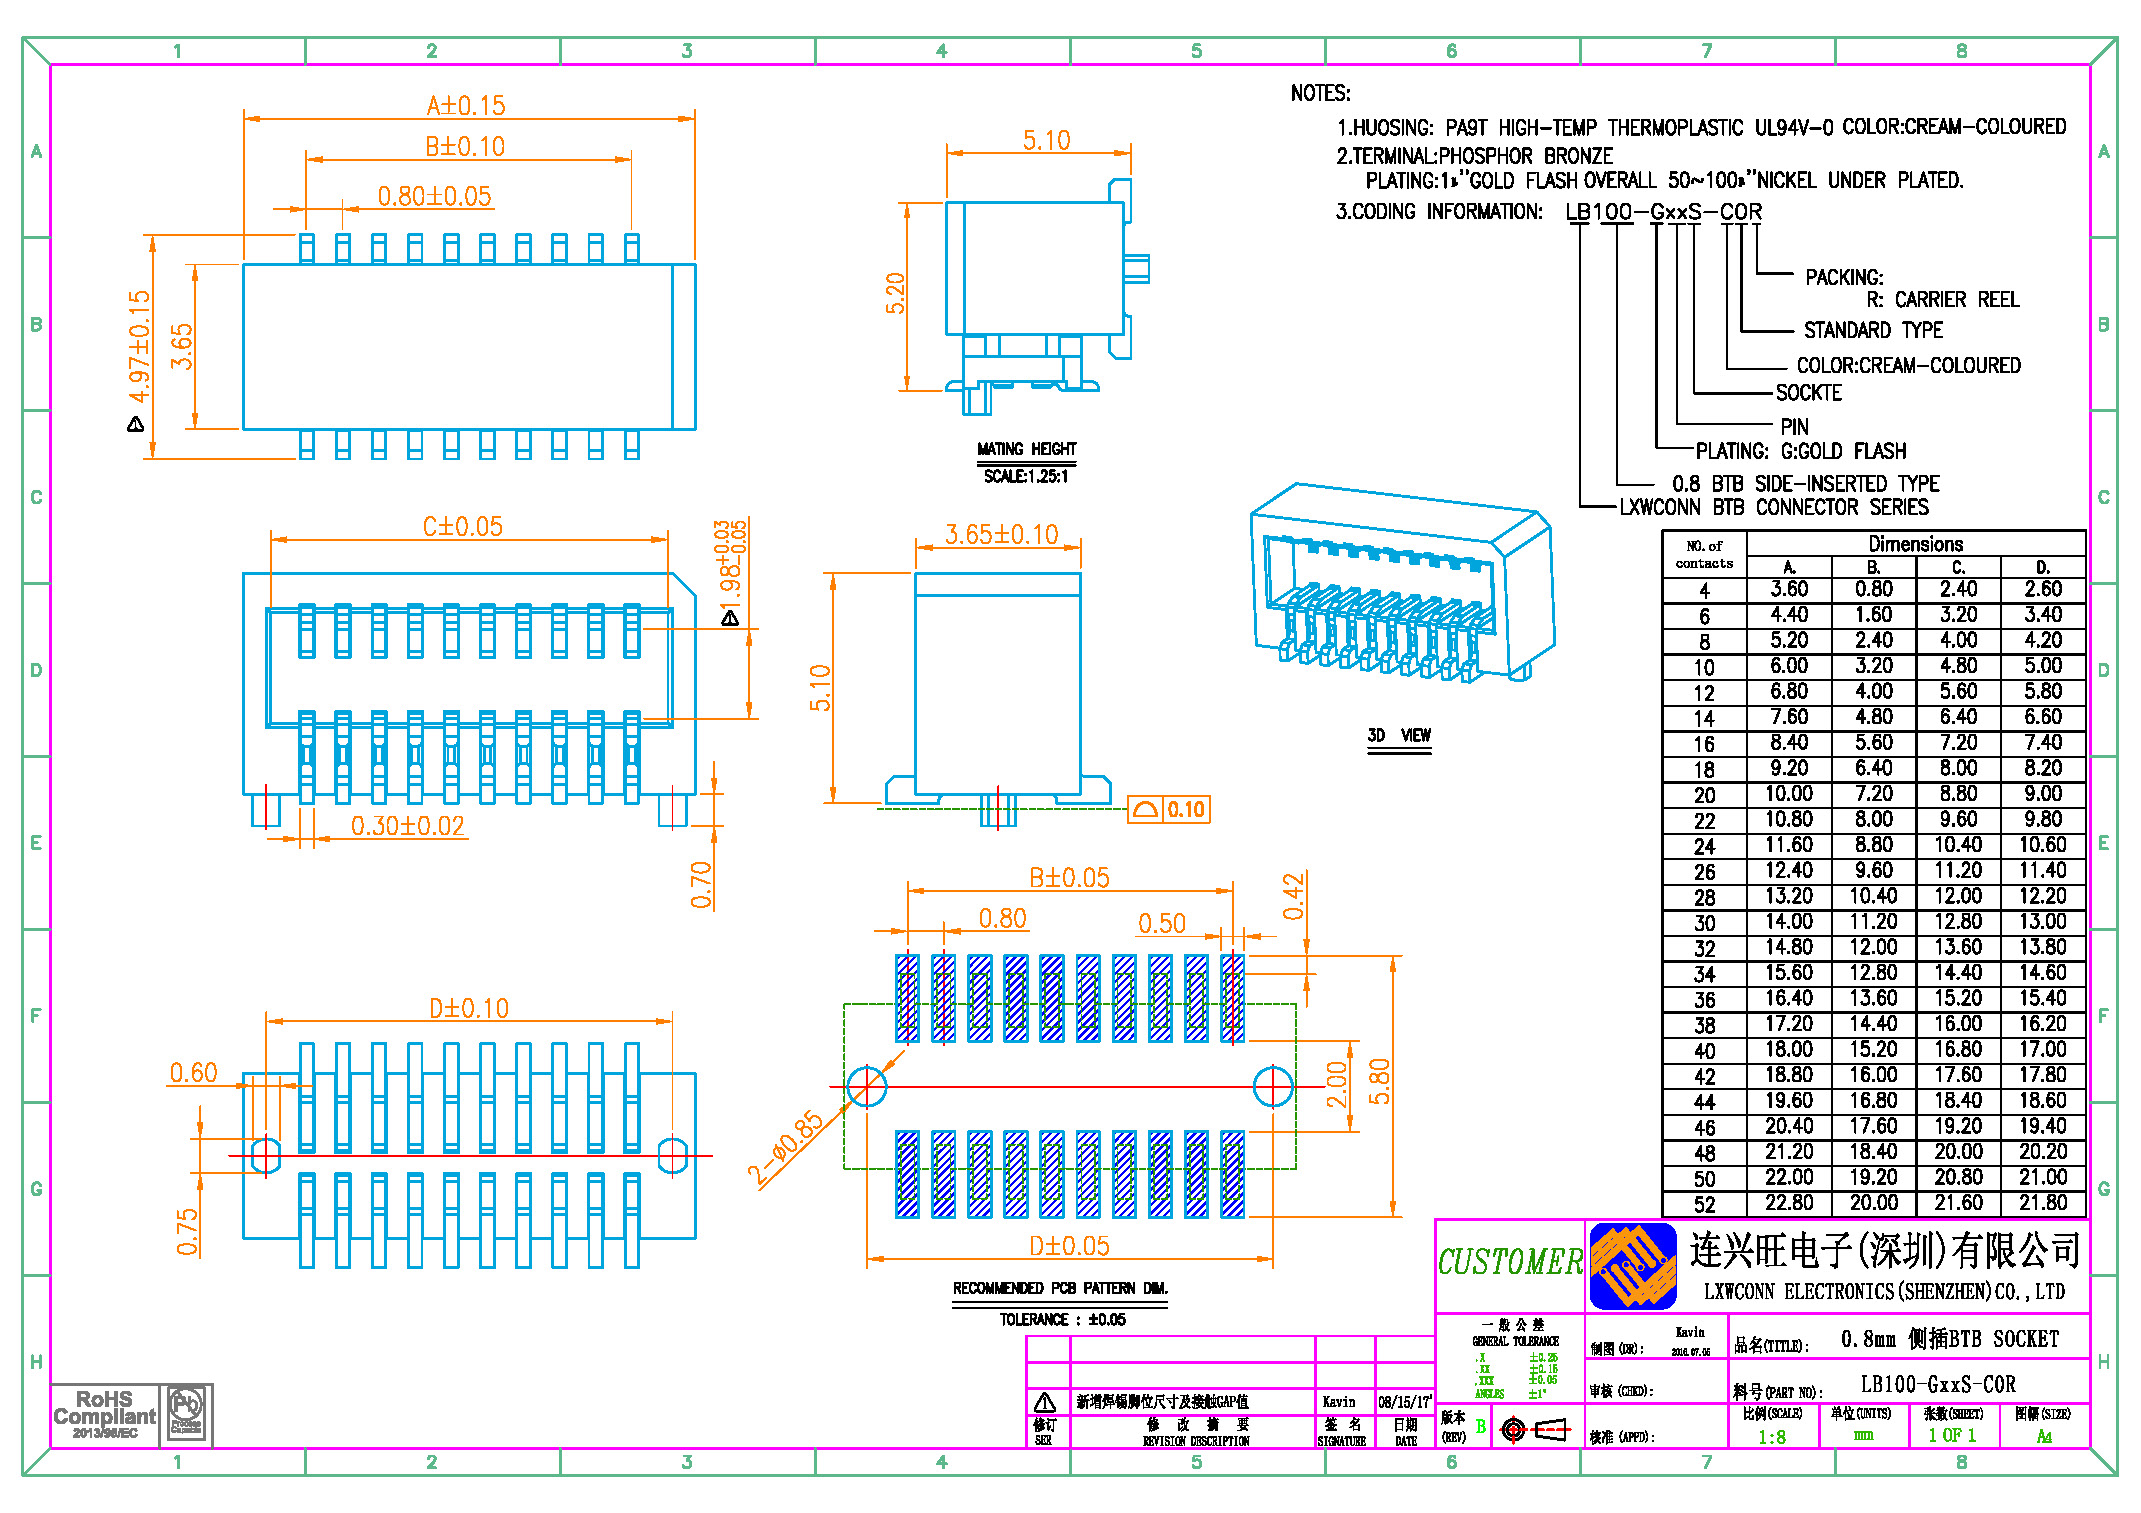 1 2 3 4 5 6 7 8
A B C D E F G H
A±0.15
B±0.10
0.80±0.05
4.97±0.15
3.65
1
5.10
5.20
MATING HEIGHT
SCALE:1.25:1
NOTES:
1.HUOSING: PA9T HIGH-TEMP THERMOPLASTIC UL94V-0 COLOR:CREAM-COLOURED
2.TERMINAL:PHOSPHOR BRONZE
PLATING:1u"GOLD FLASH OVERALL 50~100u"NICKEL UNDER PLATED.
3.CODING INFORMATION: LB100-GxxS-C0R
PACKING:
R: CARRIER REEL
STANDARD TYPE
COLOR:CREAM-COLOURED
SOCKTE
PIN
PLATING: G:GOLD FLASH
0.8 BTB SIDE-INSERTED TYPE
LXWCONN BTB CONNECTOR SERIES
C±0.05
1.98+0.03-0.05
1
0.30±0.02
0.70
3.65±0.10
5.10
0.10
3D VIEW
D±0.10
0.60
0.75
B±0.05
0.80
0.50
0.42
2.00
5.80
2-ø0.85
D±0.05
RECOMMENDED PCB PATTERN DIM.
TOLERANCE : ±0.05
NO.of contacts Dimensions
A. B. C. D.
4 3.60 0.80 2.40 2.60
6 4.40 1.60 3.20 3.40
8 5.20 2.40 4.00 4.20
10 6.00 3.20 4.80 5.00
12 6.80 4.00 5.60 5.80
14 7.60 4.80 6.40 6.60
16 8.40 5.60 7.20 7.40
18 9.20 6.40 8.00 8.20
20 10.00 7.20 8.80 9.00
22 10.80 8.00 9.60 9.80
24 11.60 8.80 10.40 10.60
26 12.40 9.60 11.20 11.40
28 13.20 10.40 12.00 12.20
30 14.00 11.20 12.80 13.00
32 14.80 12.00 13.60 13.80
34 15.60 12.80 14.40 14.60
36 16.40 13.60 15.20 15.40
38 17.20 14.40 16.00 16.20
40 18.00 15.20 16.80 17.00
42 18.80 16.00 17.60 17.80
44 19.60 16.80 18.40 18.60
46 20.40 17.60 19.20 19.40
48 21.20 18.40 20.00 20.20
50 22.00 19.20 20.80 21.00
52 22.80 20.00 21.60 21.80
CUSTOMER
连兴旺电子(深圳)有限公司
LXWCONN ELECTRONICS(SHENZHEN)CO.,LTD
一般公差
GENERAL TOLERANCE
.X ±0.25
.XX ±0.15
.XXX ±0.05
ANGLES ±1°
制图(DR): Kavin 2016.07.05
品名(TITLE): 0.8mm 侧插BTB SOCKET
审核(CHKD):
料号(PART NO): LB100-GxxS-C0R
核准(APPD):
比例(SCALE) 单位(UNITS) 张数(SHEET) 图幅(SIZE)
1:8 mm 1 OF 1 A4
版本(REV) B
1 新增焊锡脚位尺寸及接触GAP值 Kavin 08/15/17'
修订 修改摘要 签名 日期
SER REVISION DESCRIPTION SIGNATURE DATE
RoHS
Compliant
2013/98/EC
Pb
Process
Capable
1 2 3 4 5 6 7 8
A B C D E F G H